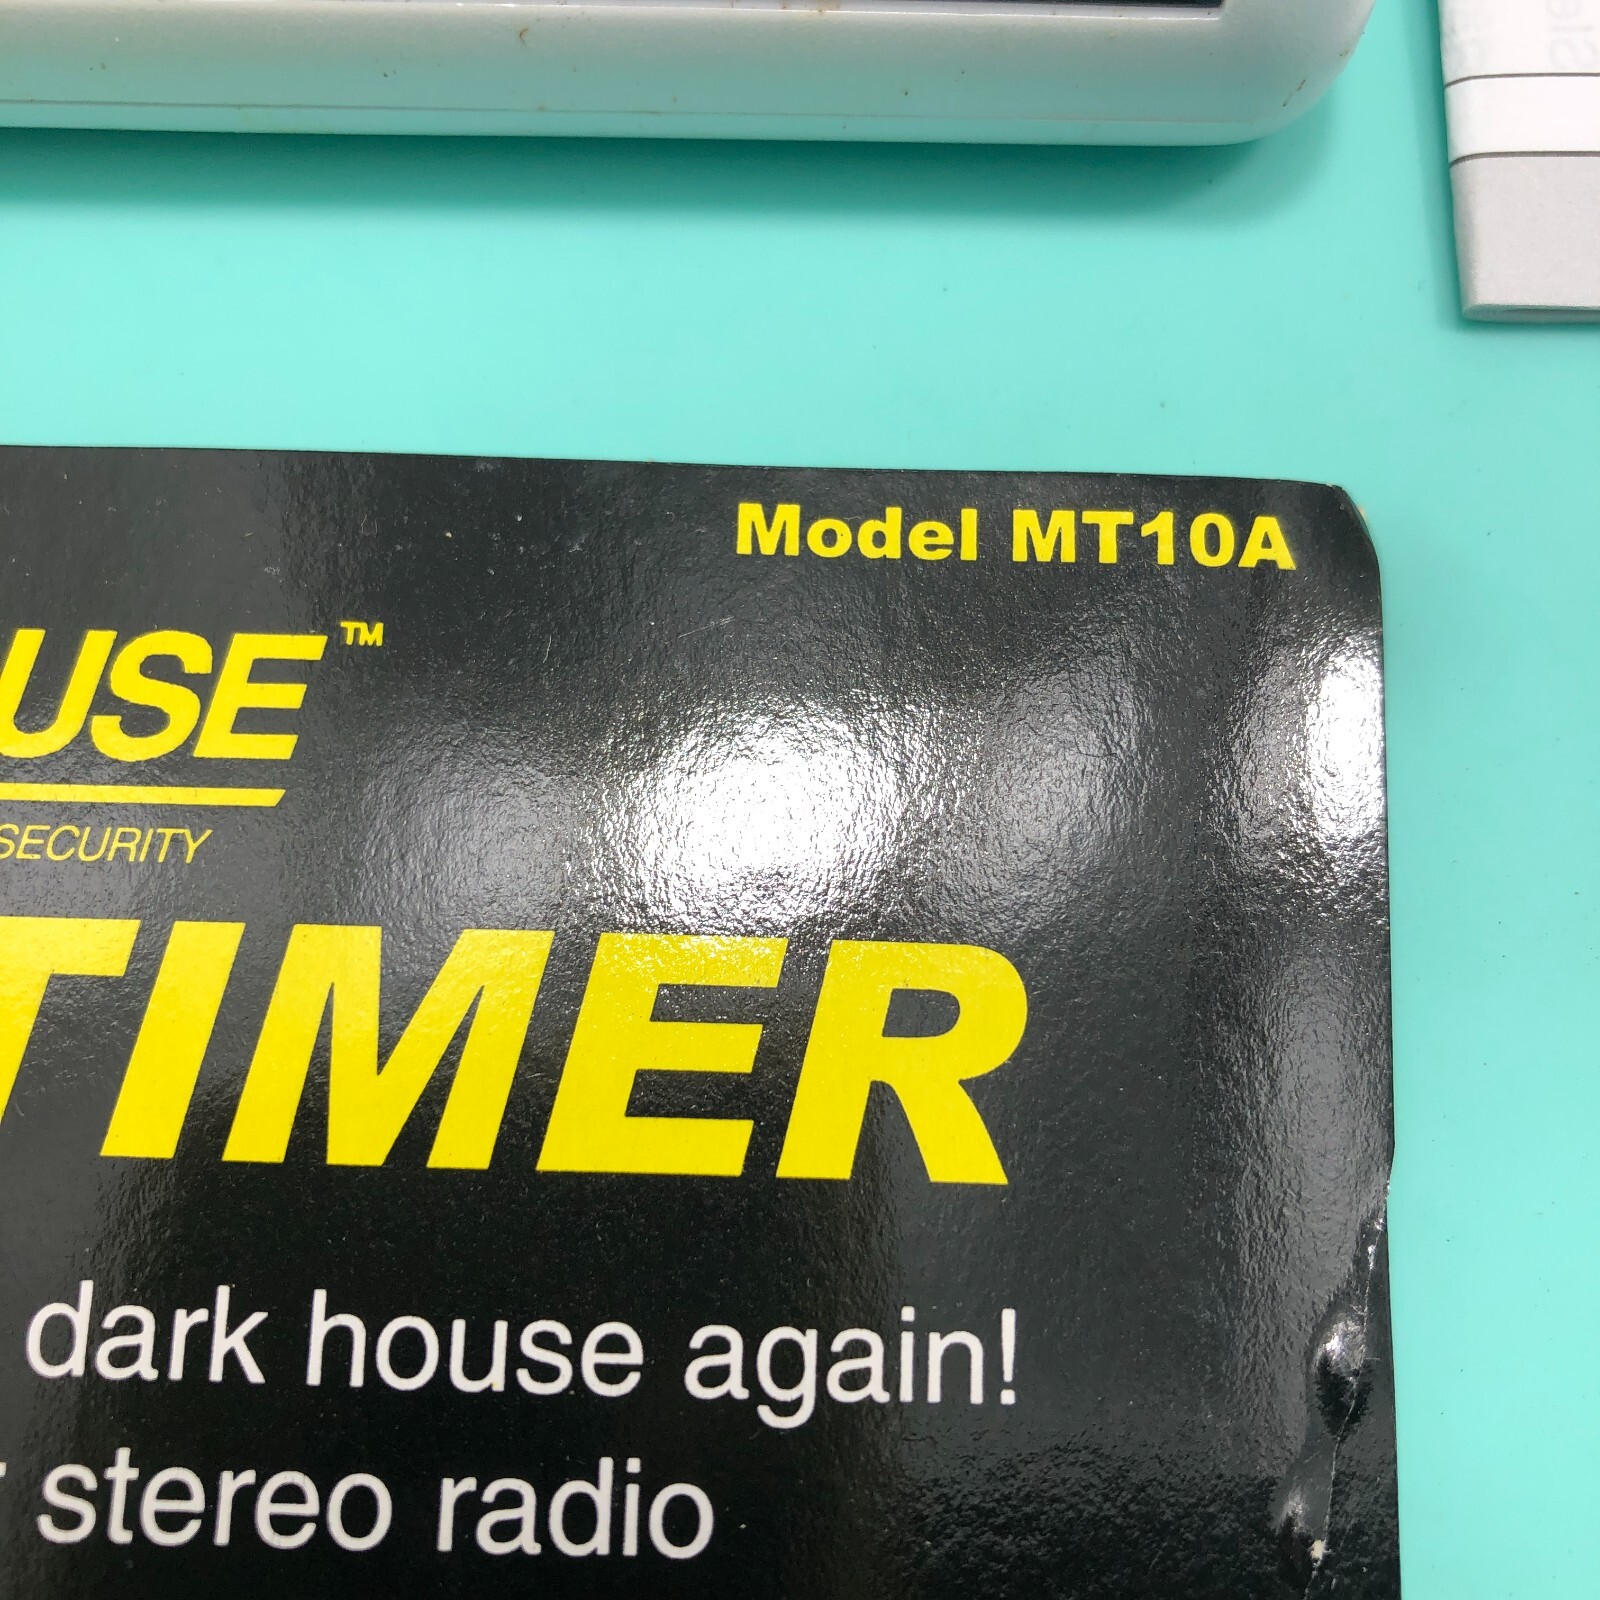 Model MT10A
USE™
SECURITY
TIMER
dark house again!
stereo radio